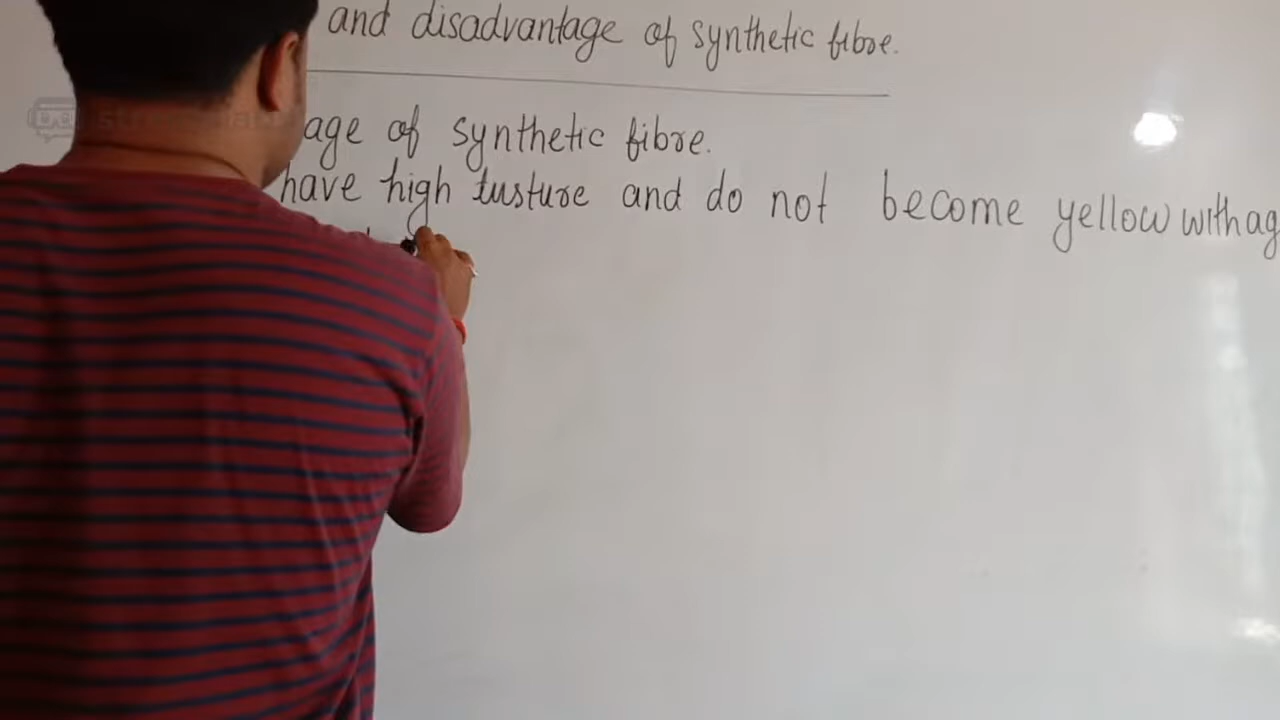 and disadvantage of synthetic fibre.
age of synthetic fibre.
have high tusture and do not become yellow with ag